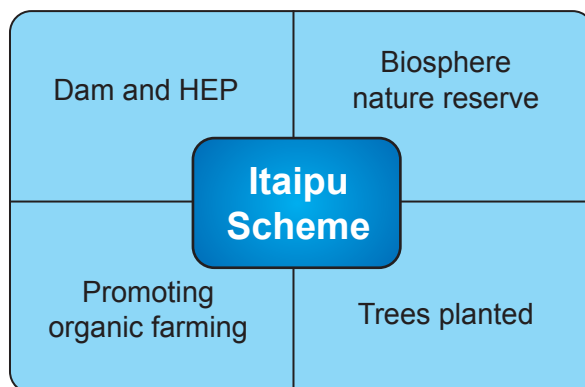 Dam and HEP
Biosphere
nature reserve
Itaipu
Scheme
Promoting
organic farming
Trees planted